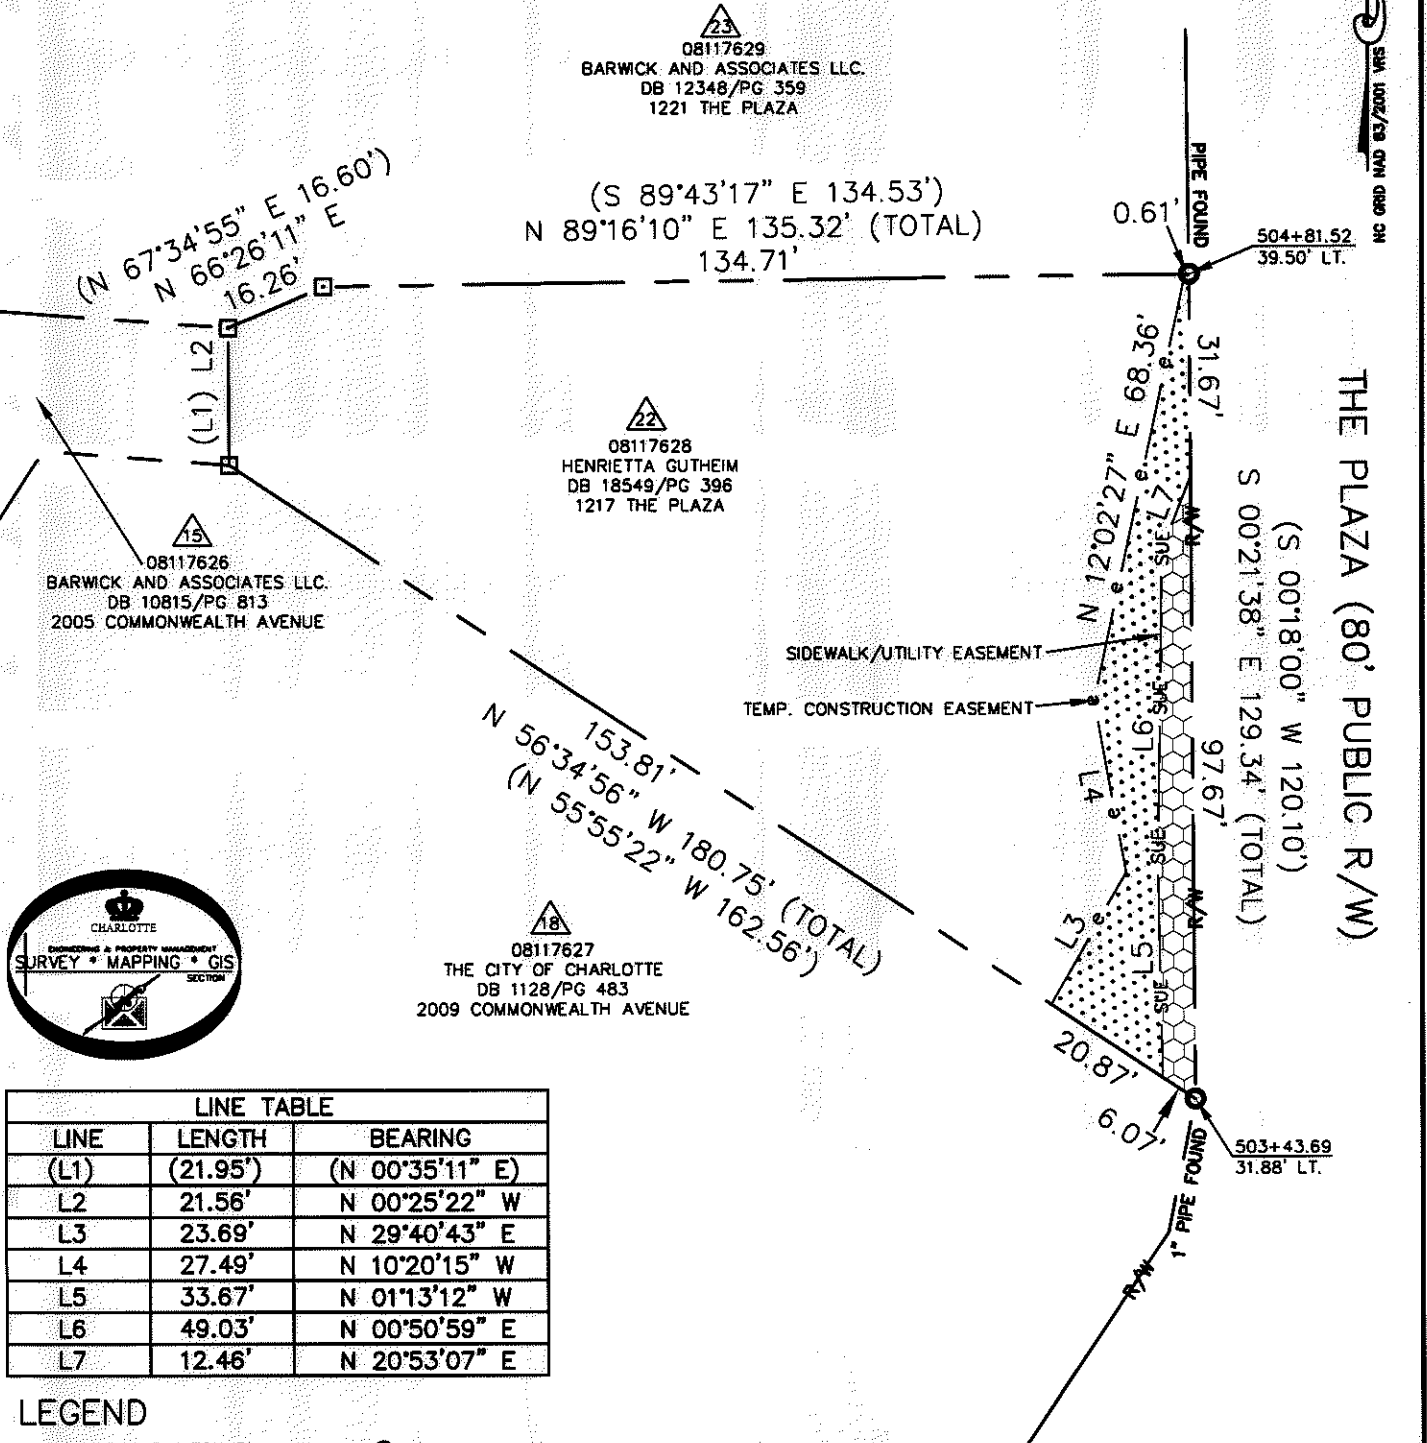 23
08117629
BARWICK AND ASSOCIATES LLC.
DB 12348/PG 359
1221 THE PLAZA
NC GRID NAD 83/2001 VRS
(N 67°34'55" E 16.60')
N 66°26'11" E
16.26'
(S 89°43'17" E 134.53')
N 89°16'10" E 135.32' (TOTAL)
134.71'
0.61'
PIPE FOUND
504+81.52
39.50' LT.
(L1) L2
31.67'
N 12°02'27" E 68.36'
e
e
e
e
e
e
L7
SUE
R/W
22
08117628
HENRIETTA GUTHEIM
DB 18549/PG 396
1217 THE PLAZA
THE PLAZA (80' PUBLIC R/W)
(S 00°18'00" W 120.10')
S 00°21'38" E 129.34' (TOTAL)
97.67'
15
08117626
BARWICK AND ASSOCIATES LLC.
DB 10815/PG 813
2005 COMMONWEALTH AVENUE
SIDEWALK/UTILITY EASEMENT
TEMP. CONSTRUCTION EASEMENT
SUE
L6
L4
SUE
R/W
L5
SUE
L3
153.81'
N 56°34'56" W 180.75' (TOTAL)
(N 55°55'22" W 162.56')
18
08117627
THE CITY OF CHARLOTTE
DB 1128/PG 483
2009 COMMONWEALTH AVENUE
20.87'
6.07'
1" PIPE FOUND
503+43.69
31.88' LT.
R/W
CHARLOTTE
ENGINEERING & PROPERTY MANAGEMENT
SURVEY * MAPPING * GIS
SECTION
LINE TABLE
LINE LENGTH BEARING
(L1) (21.95') (N 00°35'11" E)
L2 21.56' N 00°25'22" W
L3 23.69' N 29°40'43" E
L4 27.49' N 10°20'15" W
L5 33.67' N 01°13'12" W
L6 49.03' N 00°50'59" E
L7 12.46' N 20°53'07" E
LEGEND